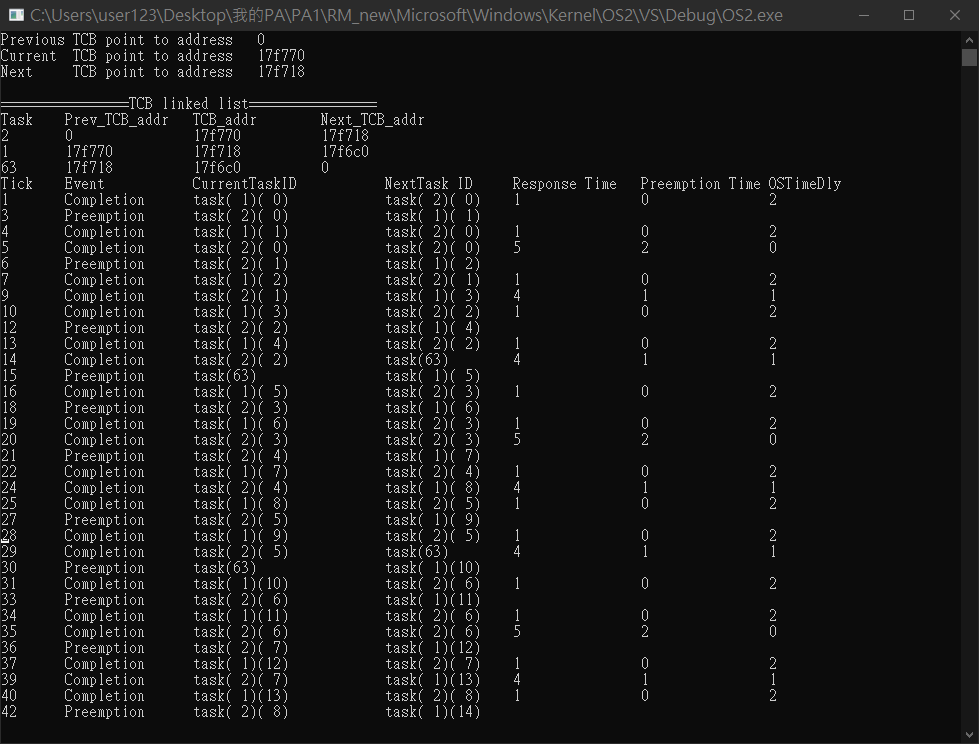 C:\Users\user123\Desktop\我的PA\PA1\RM_new\Microsoft\Windows\Kernel\OS2\VS\Debug\OS2.exe
Previous TCB point to address   0
Current  TCB point to address   17f770
Next     TCB point to address   17f718
================TCB linked list================
Task    Prev_TCB_addr   TCB_addr        Next_TCB_addr
2       0               17f770          17f718
1       17f770          17f718          17f6c0
63      17f718          17f6c0          0
Tick    Event           CurrentTaskID           NextTask ID     Response Time   Preemption Time OSTimeDly
1       Completion      task( 1)( 0)            task( 2)( 0)    1               0               2
3       Preemption      task( 2)( 0)            task( 1)( 1)
4       Completion      task( 1)( 1)            task( 2)( 0)    1               0               2
5       Completion      task( 2)( 0)            task( 2)( 0)    5               2               0
6       Preemption      task( 2)( 1)            task( 1)( 2)
7       Completion      task( 1)( 2)            task( 2)( 1)    1               0               2
9       Completion      task( 2)( 1)            task( 1)( 3)    4               1               1
10      Completion      task( 1)( 3)            task( 2)( 2)    1               0               2
12      Preemption      task( 2)( 2)            task( 1)( 4)
13      Completion      task( 1)( 4)            task( 2)( 2)    1               0               2
14      Completion      task( 2)( 2)            task(63)        4               1               1
15      Preemption      task(63)                task( 1)( 5)
16      Completion      task( 1)( 5)            task( 2)( 3)    1               0               2
18      Preemption      task( 2)( 3)            task( 1)( 6)
19      Completion      task( 1)( 6)            task( 2)( 3)    1               0               2
20      Completion      task( 2)( 3)            task( 2)( 3)    5               2               0
21      Preemption      task( 2)( 4)            task( 1)( 7)
22      Completion      task( 1)( 7)            task( 2)( 4)    1               0               2
24      Completion      task( 2)( 4)            task( 1)( 8)    4               1               1
25      Completion      task( 1)( 8)            task( 2)( 5)    1               0               2
27      Preemption      task( 2)( 5)            task( 1)( 9)
28      Completion      task( 1)( 9)            task( 2)( 5)    1               0               2
29      Completion      task( 2)( 5)            task(63)        4               1               1
30      Preemption      task(63)                task( 1)(10)
31      Completion      task( 1)(10)            task( 2)( 6)    1               0               2
33      Preemption      task( 2)( 6)            task( 1)(11)
34      Completion      task( 1)(11)            task( 2)( 6)    1               0               2
35      Completion      task( 2)( 6)            task( 2)( 6)    5               2               0
36      Preemption      task( 2)( 7)            task( 1)(12)
37      Completion      task( 1)(12)            task( 2)( 7)    1               0               2
39      Completion      task( 2)( 7)            task( 1)(13)    4               1               1
40      Completion      task( 1)(13)            task( 2)( 8)    1               0               2
42      Preemption      task( 2)( 8)            task( 1)(14)